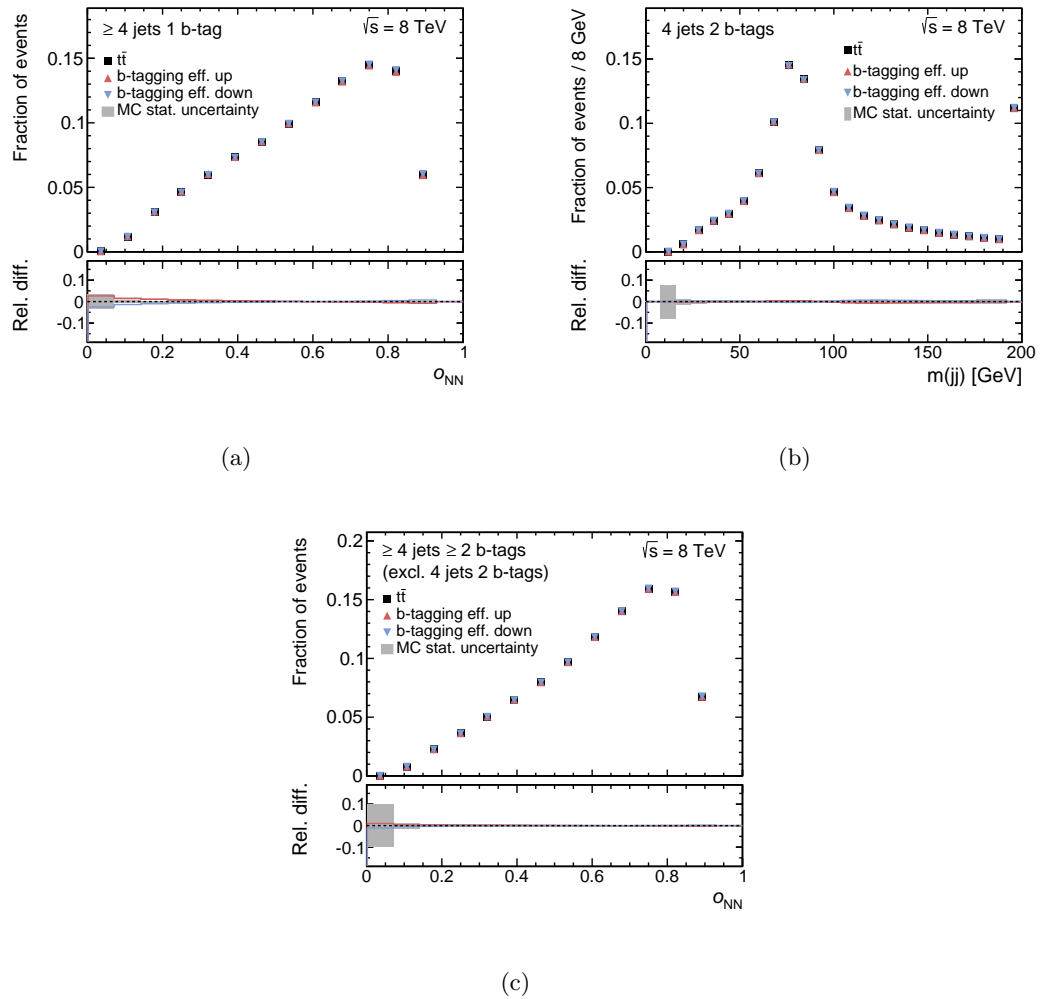 ≥ 4 jets 1 b-tag
√s = 8 TeV
tt̄
b-tagging eff. up
b-tagging eff. down
MC stat. uncertainty
Fraction of events
0.15
0.1
0.05
0
Rel. diff.
0.1
0
-0.1
0 0.2 0.4 0.6 0.8 1
oNN
(a)
4 jets 2 b-tags
√s = 8 TeV
tt̄
b-tagging eff. up
b-tagging eff. down
MC stat. uncertainty
Fraction of events / 8 GeV
0.15
0.1
0.05
0
Rel. diff.
0.1
0
-0.1
0 50 100 150 200
m(jj) [GeV]
(b)
≥ 4 jets ≥ 2 b-tags
(excl. 4 jets 2 b-tags)
√s = 8 TeV
tt̄
b-tagging eff. up
b-tagging eff. down
MC stat. uncertainty
Fraction of events
0.2
0.15
0.1
0.05
0
Rel. diff.
0.1
0
-0.1
0 0.2 0.4 0.6 0.8 1
oNN
(c)